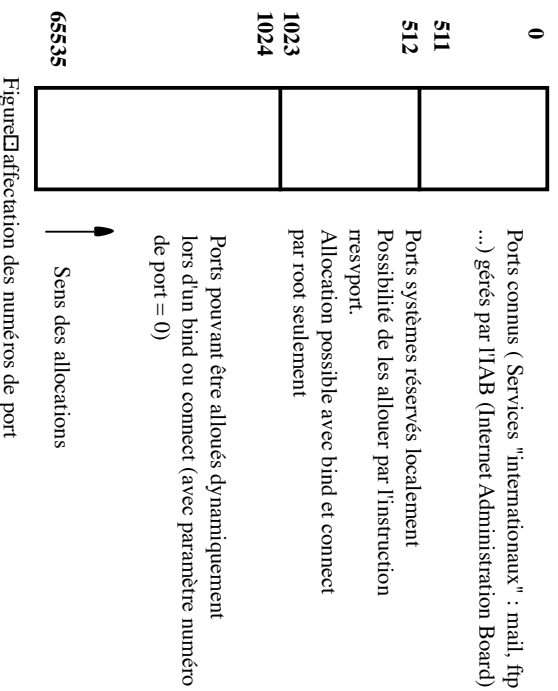 0
Ports connus ( Services "internationaux" : mail, ftp
...) gérés par l'IAB (Internet Administration Board)
511
512
Ports systèmes réservés localement
Possibilité de les allouer par l'instruction
rresvport.
Allocation possible avec bind et connect
par root seulement
1023
1024
Ports pouvant être alloués dynamiquement
lors d'un bind ou connect (avec paramètre numéro
de port = 0)
65535
Sens des allocations
Figure affectation des numéros de port